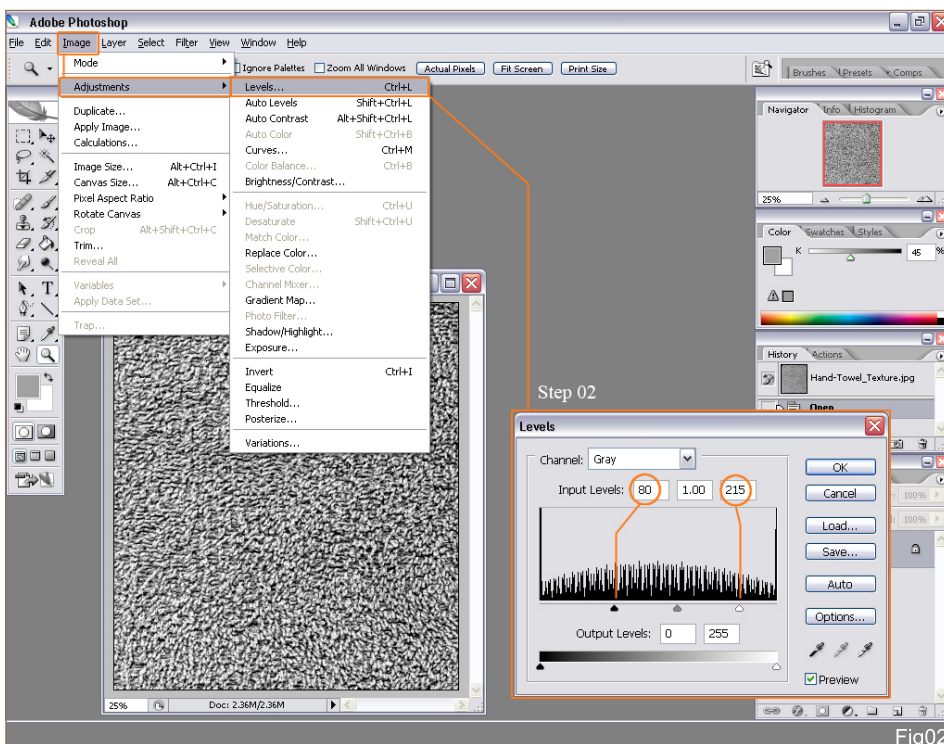 Adobe Photoshop
File Edit Image Layer Select Filter View Window Help
Ignore Palettes Zoom All Windows Actual Pixels Fit Screen Print Size
Brushes Presets Comps
Mode
Adjustments
Duplicate...
Apply Image...
Calculations...
Image Size... Alt+Ctrl+I
Canvas Size... Alt+Ctrl+C
Pixel Aspect Ratio
Rotate Canvas
Crop Alt+Shift+Ctrl+C
Trim...
Reveal All
Variables
Apply Data Set...
Trap...
Levels... Ctrl+L
Auto Levels Shift+Ctrl+L
Auto Contrast Alt+Shift+Ctrl+L
Auto Color Shift+Ctrl+B
Curves... Ctrl+M
Color Balance... Ctrl+B
Brightness/Contrast...
Hue/Saturation... Ctrl+U
Desaturate Shift+Ctrl+U
Match Color...
Replace Color...
Selective Color...
Channel Mixer...
Gradient Map...
Photo Filter...
Shadow/Highlight...
Exposure...
Invert Ctrl+I
Equalize
Threshold...
Posterize...
Variations...
Navigator Info Histogram
25%
Color Swatches Styles
K 45 %
History Actions
Hand-Towel_Texture.jpg
Open
100%
100%
Step 02
Levels
Channel: Gray
Input Levels: 80 1.00 215
Output Levels: 0 255
OK
Cancel
Load...
Save...
Auto
Options...
Preview
25% Doc: 2.36M/2.36M
Fig02